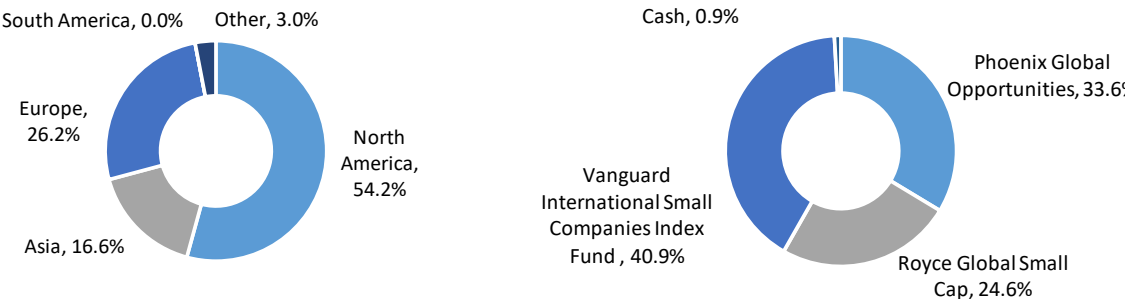 South America, 0.0%
Other, 3.0%
Europe,
26.2%
North
America,
54.2%
Asia, 16.6%
Cash, 0.9%
Phoenix Global
Opportunities, 33.6%
Vanguard
International Small
Companies Index
Fund , 40.9%
Royce Global Small
Cap, 24.6%